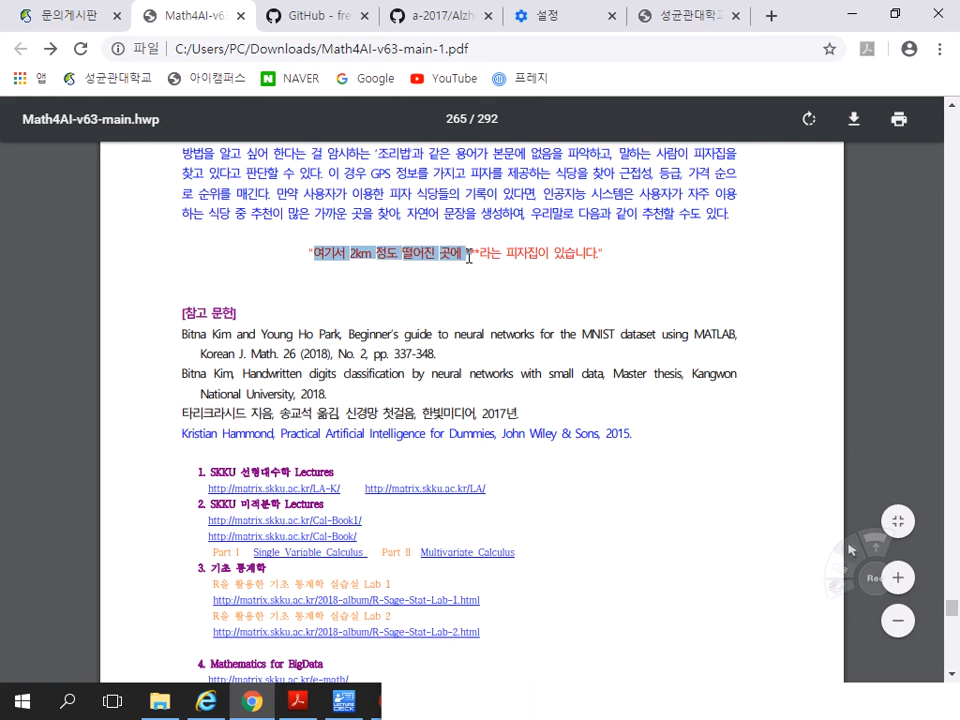 문의게시판
Math4AI-v6
GitHub - fre
a-2017/Alzh
설정
성균관대학교
파일
C:/Users/PC/Downloads/Math4AI-v63-main-1.pdf
앱
성균관대학교
아이캠퍼스
NAVER
Google
YouTube
프레지
Math4AI-v63-main.hwp
265 / 292
방법을 알고 싶어 한다는 걸 암시하는 '조리법'과 같은 용어가 본문에 없음을 파악하고, 말하는 사람이 피자집을
찾고 있다고 판단할 수 있다. 이 경우 GPS 정보를 가지고 피자를 제공하는 식당을 찾아 근접성, 등급, 가격 순으
로 순위를 매긴다. 만약 사용자가 이용한 피자 식당들의 기록이 있다면, 인공지능 시스템은 사용자가 자주 이용
하는 식당 중 추천이 많은 가까운 곳을 찾아, 자연어 문장을 생성하여, 우리말로 다음과 같이 추천할 수도 있다.
"여기서 2km 정도 떨어진 곳에 ***라는 피자집이 있습니다."
[참고 문헌]
Bitna Kim and Young Ho Park, Beginner's guide to neural networks for the MNIST dataset using MATLAB,
Korean J. Math. 26 (2018), No. 2, pp. 337-348.
Bitna Kim, Handwritten digits classification by neural networks with small data, Master thesis, Kangwon
National University, 2018.
타리크라시드 지음, 송교석 옮김, 신경망 첫걸음, 한빛미디어, 2017년.
Kristian Hammond, Practical Artificial Intelligence for Dummies, John Wiley & Sons, 2015.
1. SKKU 선형대수학 Lectures
http://matrix.skku.ac.kr/LA-K/ http://matrix.skku.ac.kr/LA/
2. SKKU 미적분학 Lectures
http://matrix.skku.ac.kr/Cal-Book1/
http://matrix.skku.ac.kr/Cal-Book/
Part I Single Variable Calculus Part II Multivariate Calculus
3. 기초 통계학
R을 활용한 기초 통계학 실습실 Lab 1
http://matrix.skku.ac.kr/2018-album/R-Sage-Stat-Lab-1.html
R을 활용한 기초 통계학 실습실 Lab 2
http://matrix.skku.ac.kr/2018-album/R-Sage-Stat-Lab-2.html
4. Mathematics for BigData
http://matrix.skku.ac.kr/e-math/
Rec